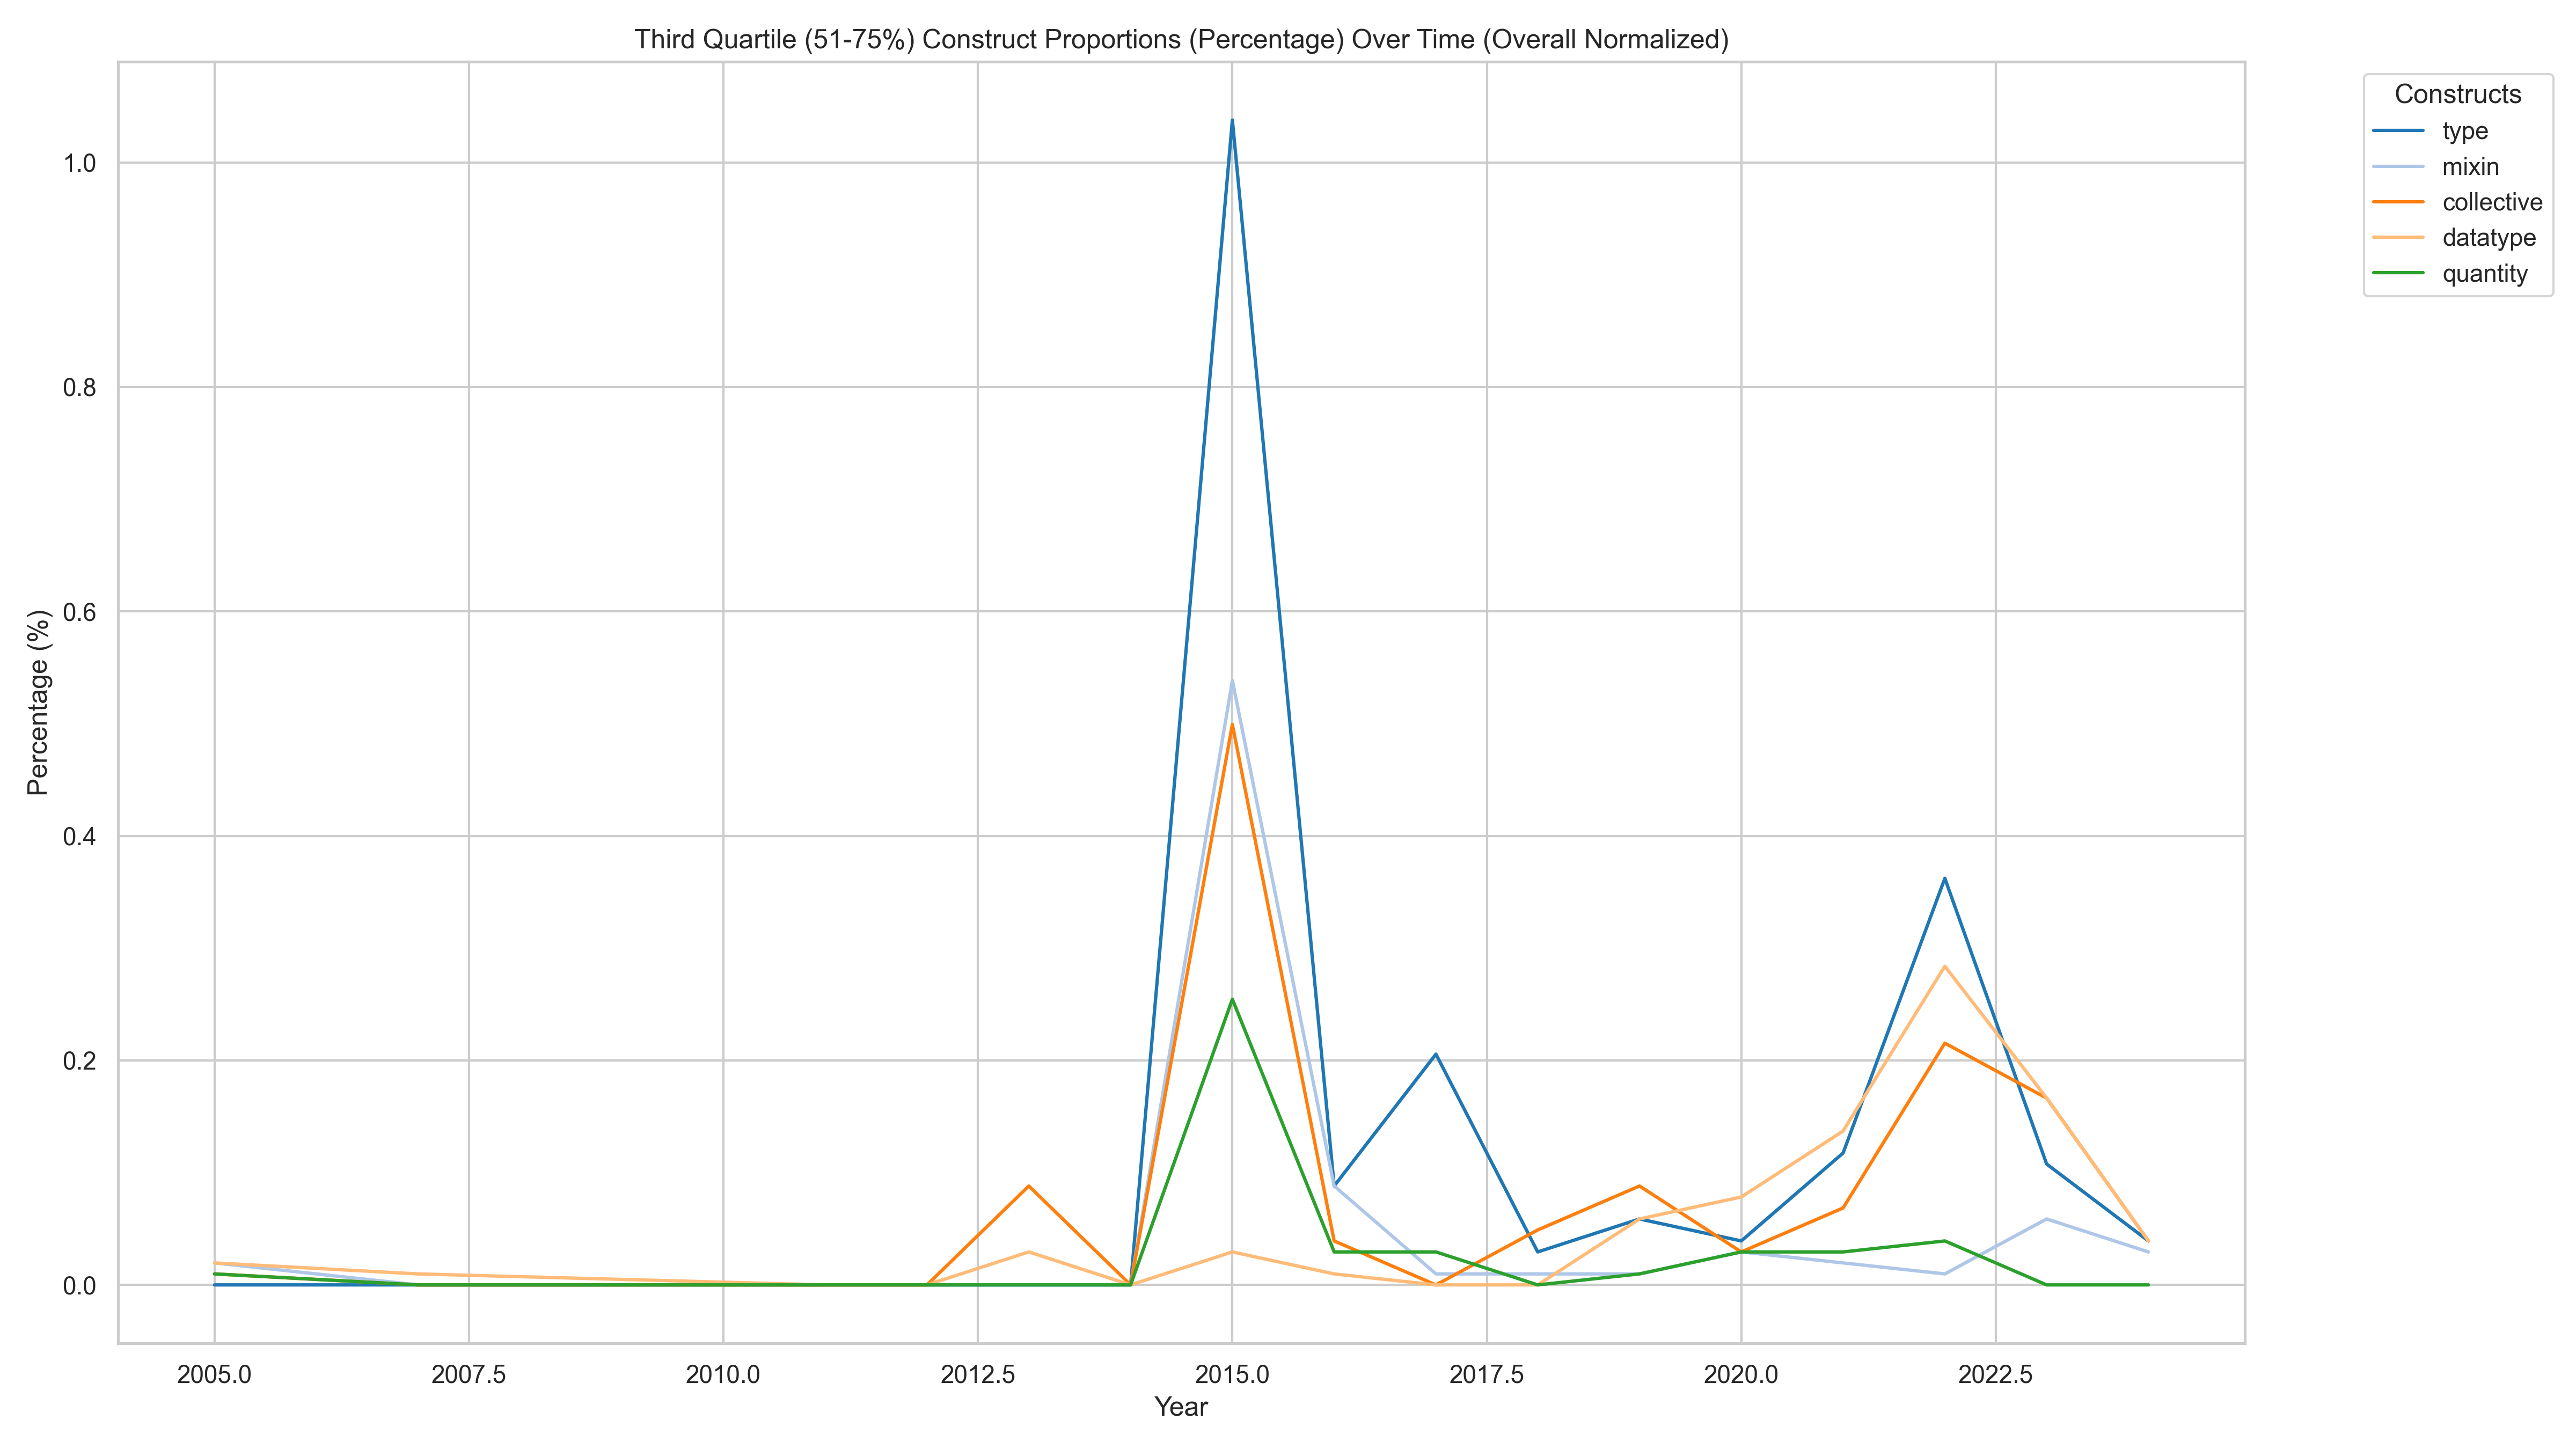 Third Quartile (51-75%) Construct Proportions (Percentage) Over Time (Overall Normalized)
Constructs
type
mixin
collective
datatype
quantity
Percentage (%)
1.0
0.8
0.6
0.4
0.2
0.0
2005.0 2007.5 2010.0 2012.5 2015.0 2017.5 2020.0 2022.5
Year